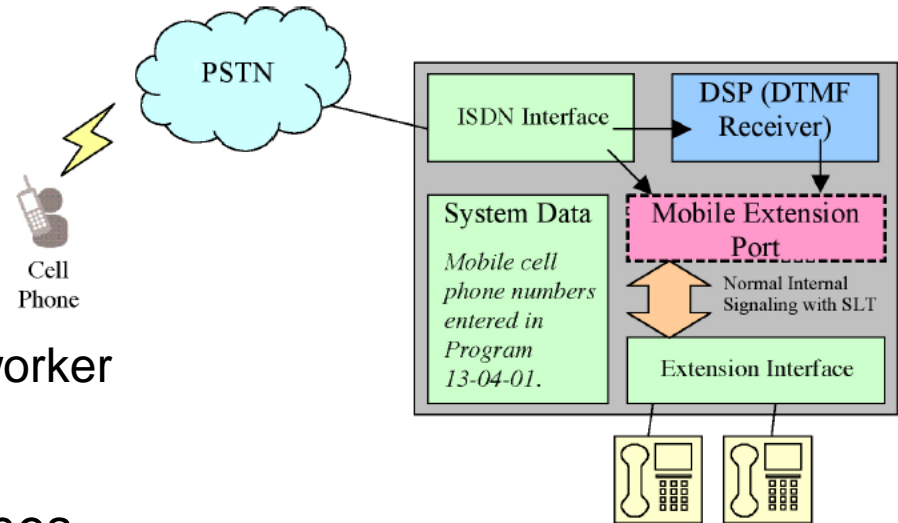 PSTN
ISDN Interface
DSP (DTMF
Receiver)
System Data
Mobile cell
phone numbers
entered in
Program
13-04-01.
Mobile Extension
Port
Normal Internal
Signaling with SLT
Extension Interface
Cell
Phone
vorker